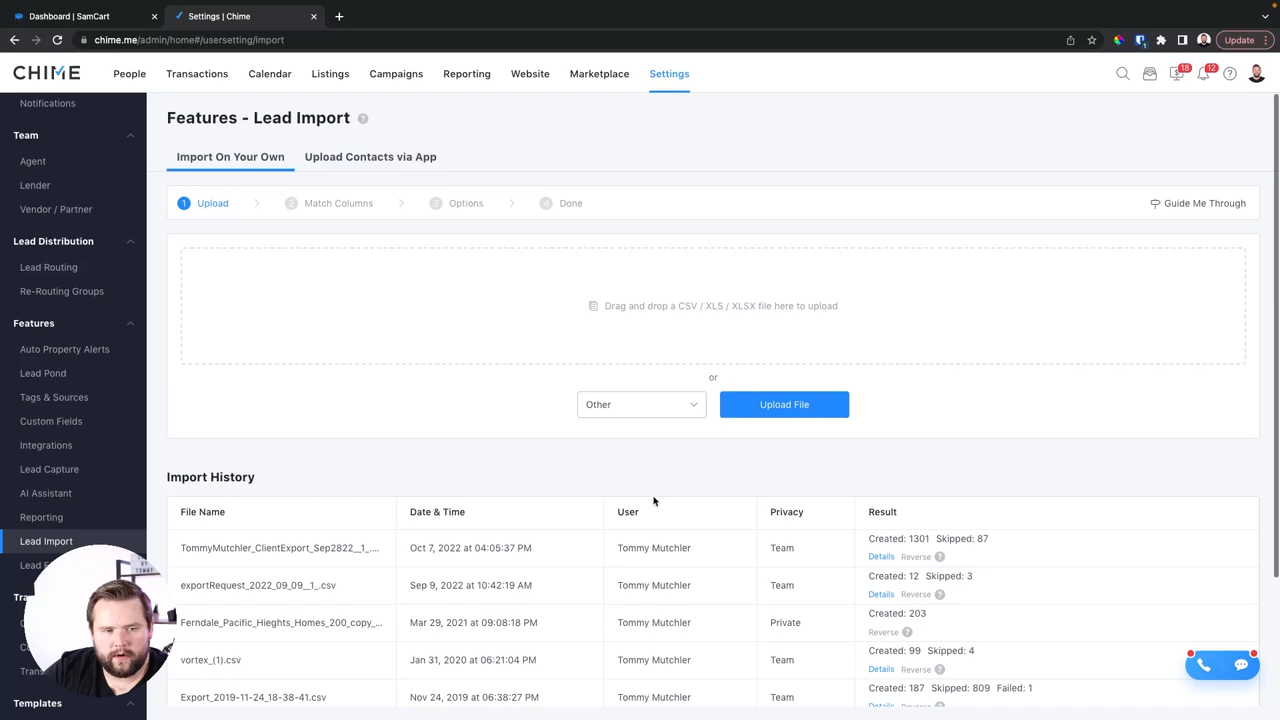 Dashboard | SamCart
Settings | Chime
chime.me/admin/home#/usersetting/import
Update
CHIME
People
Transactions
Calendar
Listings
Campaigns
Reporting
Website
Marketplace
Settings
18
12
Notifications
Team
Agent
Lender
Vendor / Partner
Lead Distribution
Lead Routing
Re-Routing Groups
Features
Auto Property Alerts
Lead Pond
Tags & Sources
Custom Fields
Integrations
Lead Capture
AI Assistant
Reporting
Lead Import
Templates
Features - Lead Import
Import On Your Own
Upload Contacts via App
1 Upload
2 Match Columns
3 Options
4 Done
Guide Me Through
Drag and drop a CSV / XLS / XLSX file here to upload
or
Other
Upload File
Import History
File Name Date & Time User Privacy Result
TommyMutchler_ClientExport_Sep2822__1_.... Oct 7, 2022 at 04:05:37 PM Tommy Mutchler Team Created: 1301 Skipped: 87
Details Reverse ?
exportRequest_2022_09_09__1_.csv Sep 9, 2022 at 10:42:19 AM Tommy Mutchler Team Created: 12 Skipped: 3
Details Reverse ?
Ferndale_Pacific_Hieghts_Homes_200_copy_... Mar 29, 2021 at 09:08:18 PM Tommy Mutchler Private Created: 203
Reverse ?
vortex_(1).csv Jan 31, 2020 at 06:21:04 PM Tommy Mutchler Team Created: 99 Skipped: 4
Details Reverse ?
Export_2019-11-24_18-38-41.csv Nov 24, 2019 at 06:38:27 PM Tommy Mutchler Team Created: 187 Skipped: 809 Failed: 1
Details Reverse